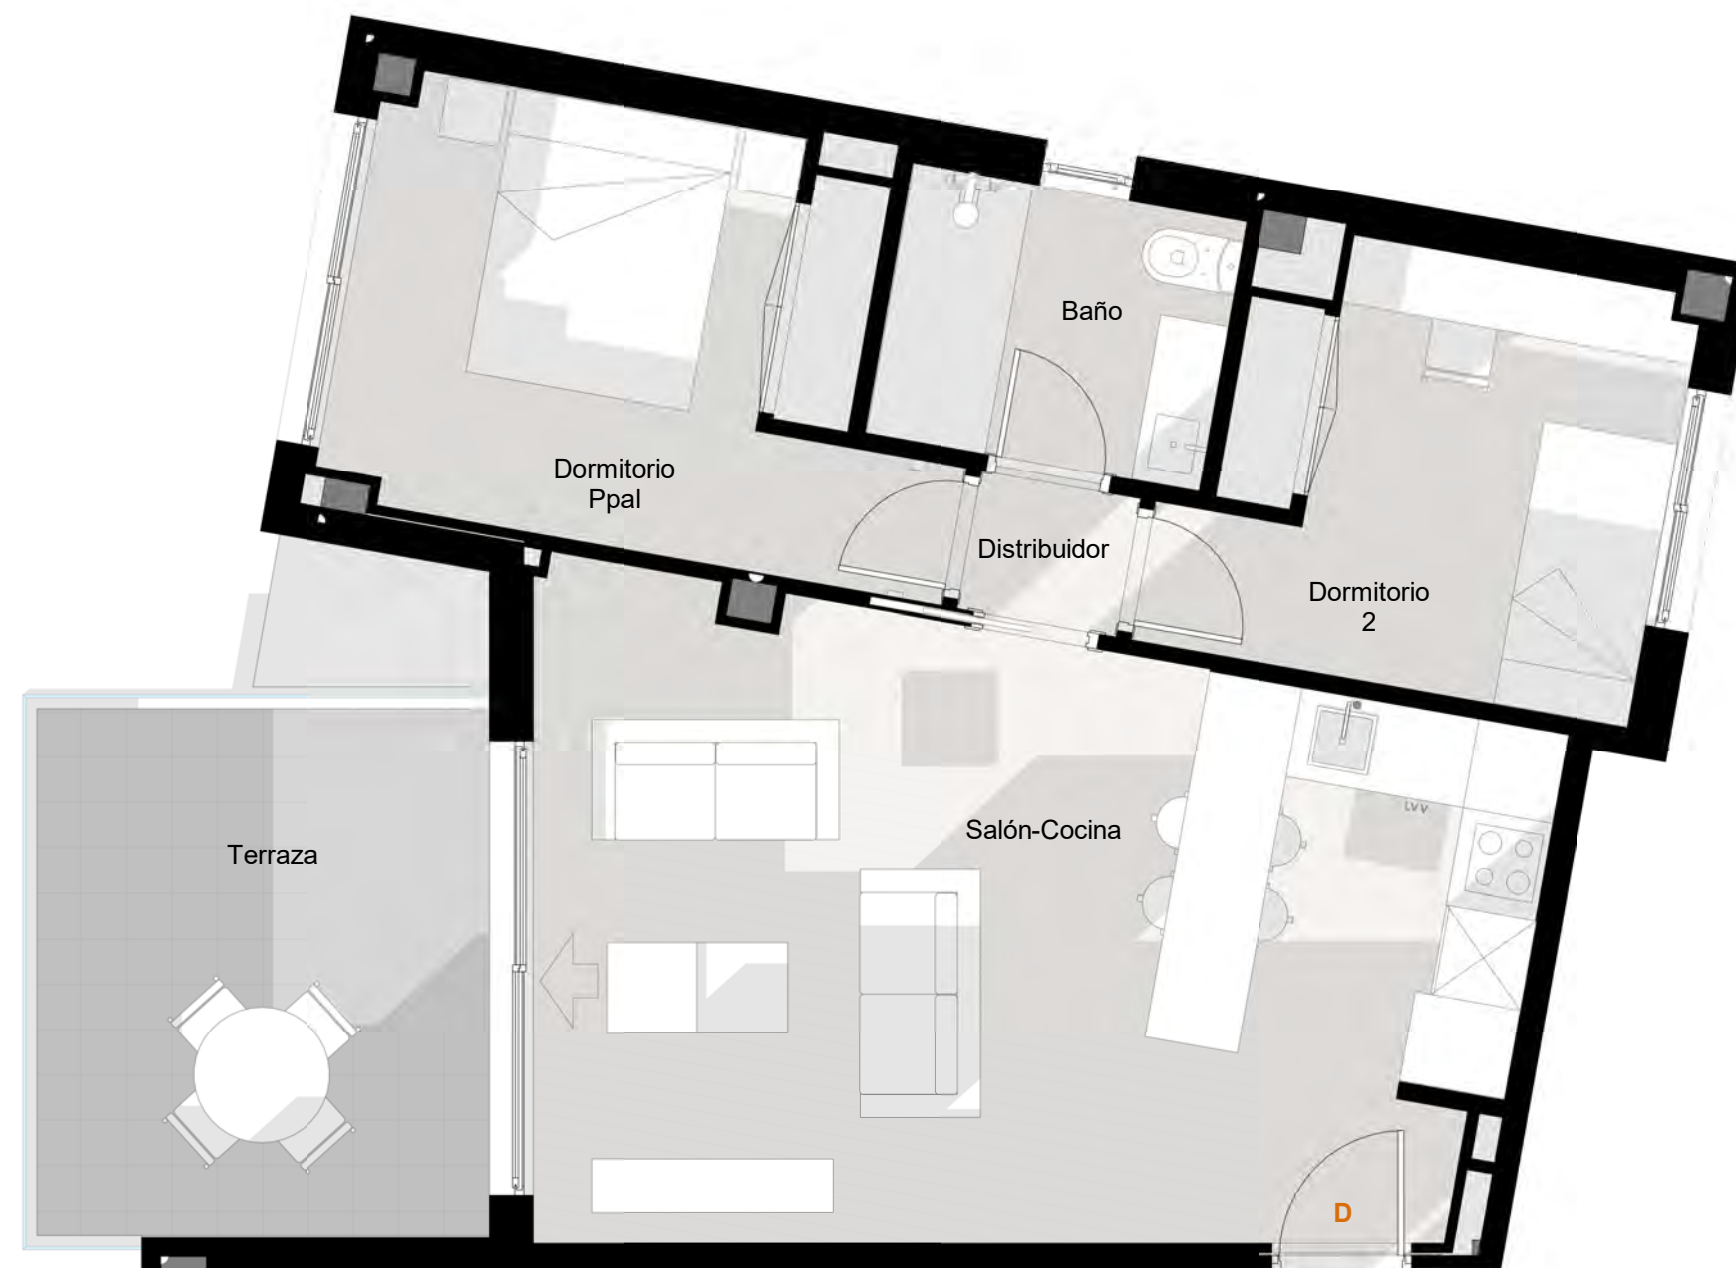 Baño
Dormitorio
Ppal
Distribuidor
Dormitorio
2
Salón-Cocina
Terraza
D